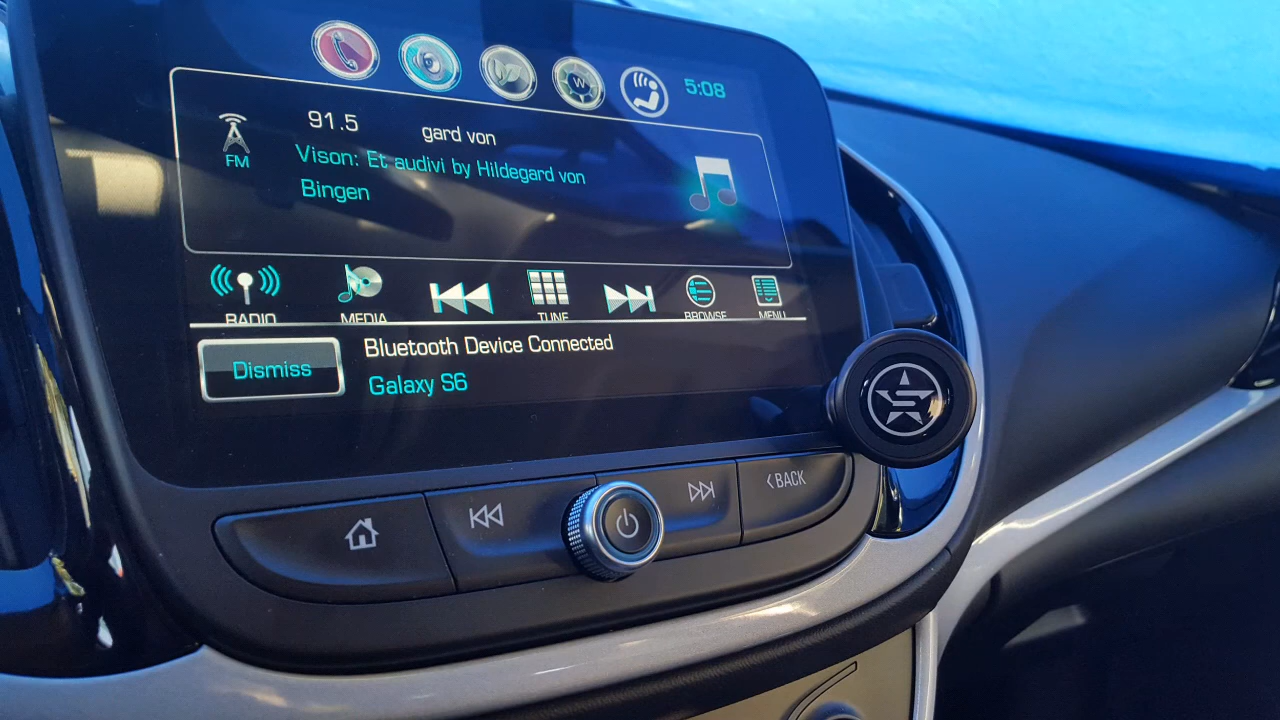 W
5:08
91.5
gard von
FM
Vison: Et audivi by Hildegard von
Bingen
RADIO
MEDIA
TUNE
BROWSE
MENU
Dismiss
Bluetooth Device Connected
Galaxy S6
S
BACK